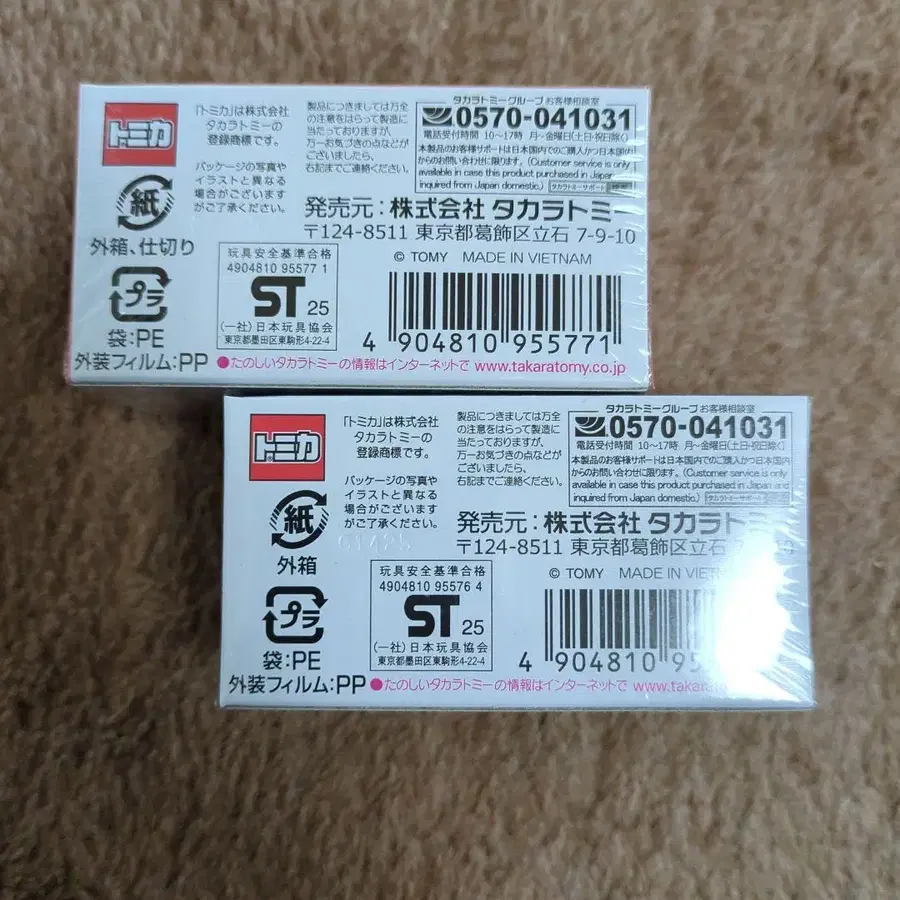 トミカ
「トミカ」は株式会社
タカラトミーの
登録商標です。
パッケージの写真や
イラストと異なる
場合がございます
がご了承ください。
製品につきましては万全
の注意をはらって製造に
当たっておりますが、
万一お気づきの点などが
ございましたら、
右記までご連絡ください。
タカラトミーグループ お客様相談室
0570-041031
電話受付時間 10〜17時 月〜金曜日(土日・祝日除く)
本製品のお客様サポートは日本国内でのご購入かつ日本国内
からのお問い合わせに限ります。(Customer service is only
available in case this product purchased in Japan and
inquired from Japan domestic.) タカラトミーサポート
紙
外箱、仕切り
プラ
袋:PE
外装フィルム:PP
発売元:株式会社 タカラトミー
〒124-8511 東京都葛飾区立石 7-9-10
© TOMY MADE IN VIETNAM
玩具安全基準合格
4904810 95577 1
ST 25
(一社)日本玩具協会
東京都墨田区東駒形4-22-4
4 904810 955771
●たのしいタカラトミーの情報はインターネットで www.takaratomy.co.jp
トミカ
「トミカ」は株式会社
タカラトミーの
登録商標です。
パッケージの写真や
イラストと異なる
場合がございます
がご了承ください。
製品につきましては万全
の注意をはらって製造に
当たっておりますが、
万一お気づきの点などが
ございましたら、
右記までご連絡ください。
タカラトミーグループ お客様相談室
0570-041031
電話受付時間 10〜17時 月〜金曜日(土日・祝日除く)
本製品のお客様サポートは日本国内でのご購入かつ日本国内
からのお問い合わせに限ります。(Customer service is only
available in case this product purchased in Japan and
inquired from Japan domestic.) タカラトミーサポート
紙
外箱
プラ
袋:PE
外装フィルム:PP
発売元:株式会社 タカラト
〒124-8511 東京都葛飾区立石
© TOMY MADE IN VIET
玩具安全基準合格
4904810 95576 4
ST 25
(一社)日本玩具協会
東京都墨田区東駒形4-22-4
4 904810 95
●たのしいタカラトミーの情報はインターネットで www.takara